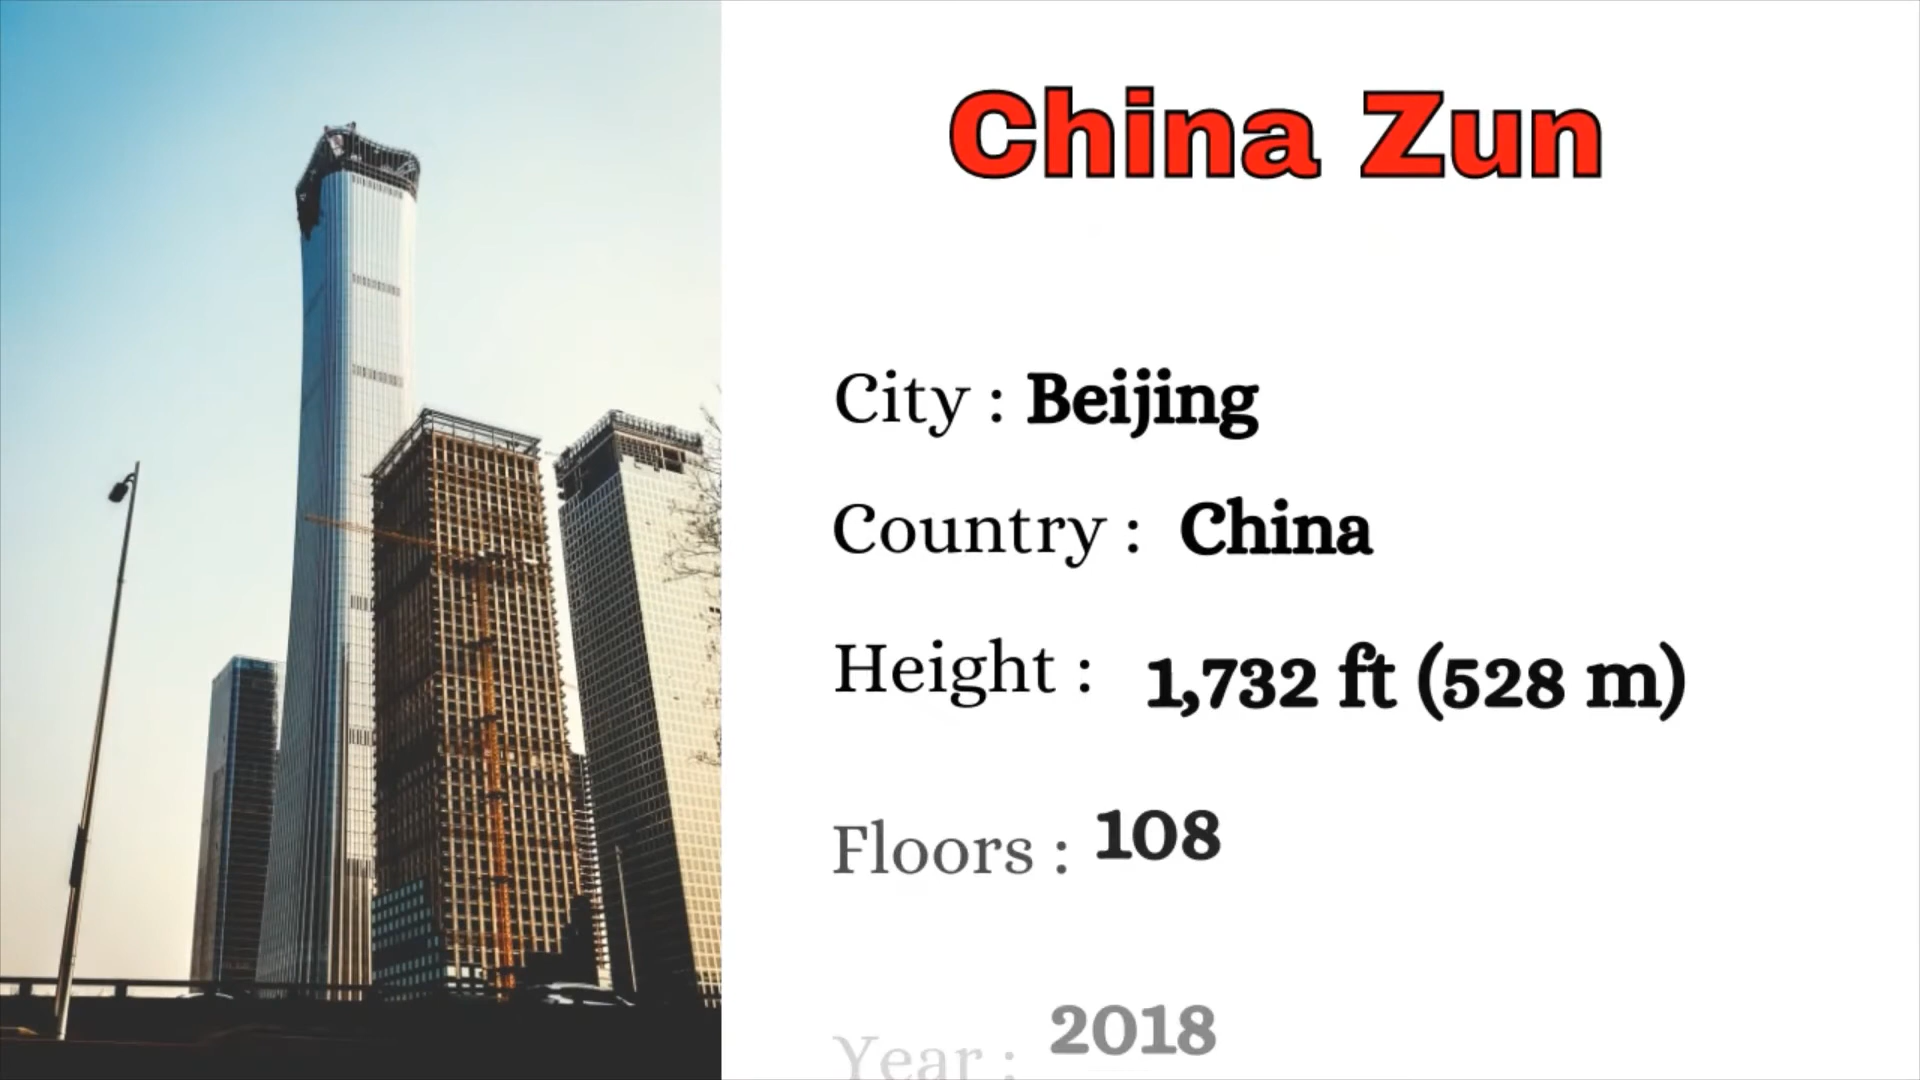 China Zun
City : Beijing
Country : China
Height : 1,732 ft (528 m)
Floors : 108
Year : 2018